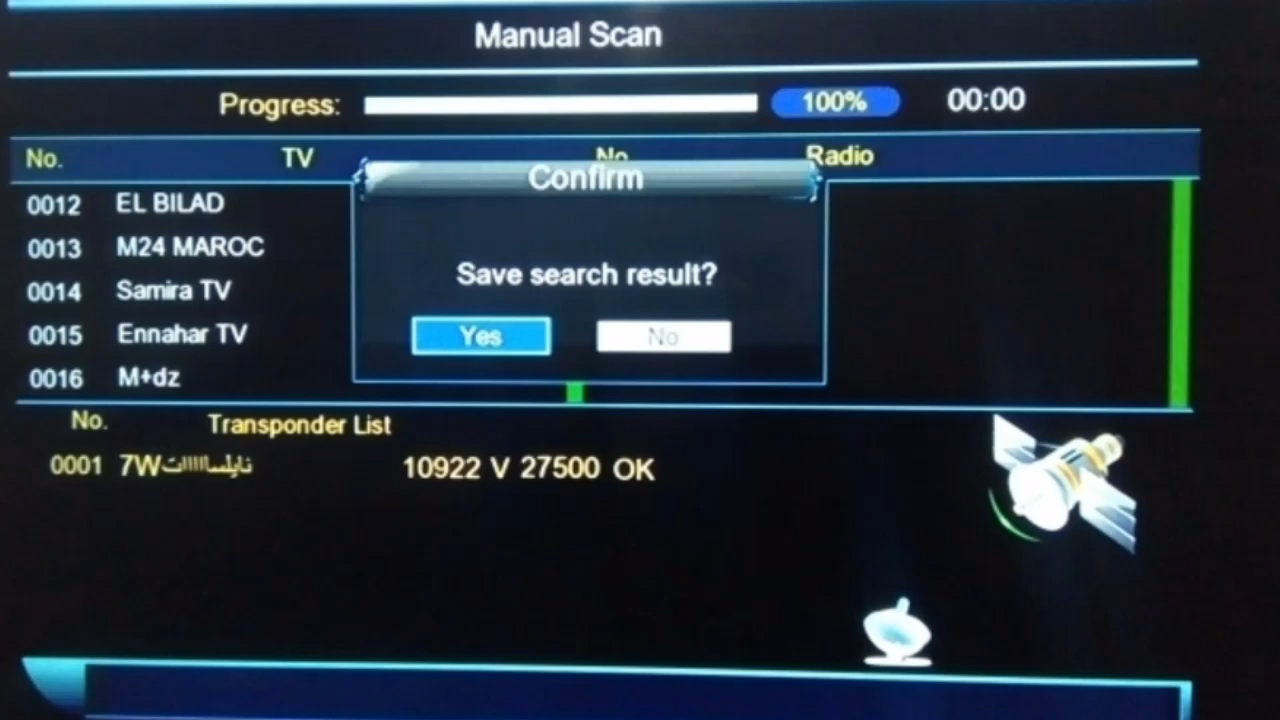 Manual Scan
Progress: 100% 00:00
No. TV No. Radio
Confirm
0012 EL BILAD
0013 M24 MAROC
Save search result?
0014 Samira TV
0015 Ennahar TV
Yes No
0016 M+dz
No. Transponder List
0001 7Wنايلساااااات 10922 V 27500 OK